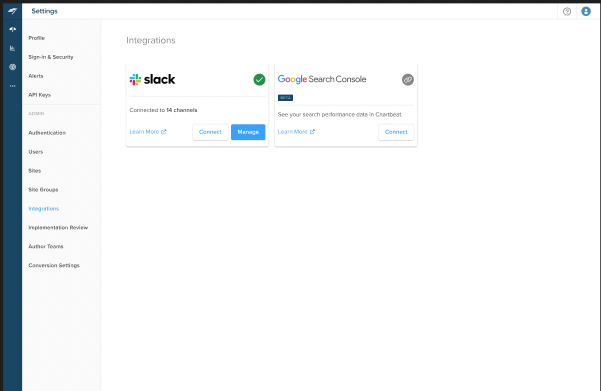 Settings
Profile
Sign-in & Security
Alerts
API Keys
ADMIN
Authentication
Users
Sites
Site Groups
Integrations
Implementation Review
Author Teams
Conversion Settings
Integrations
slack
Connected to 14 channels
Learn More
Connect
Manage
Google Search Console
BETA
See your search performance data in Chartbeat.
Learn More
Connect